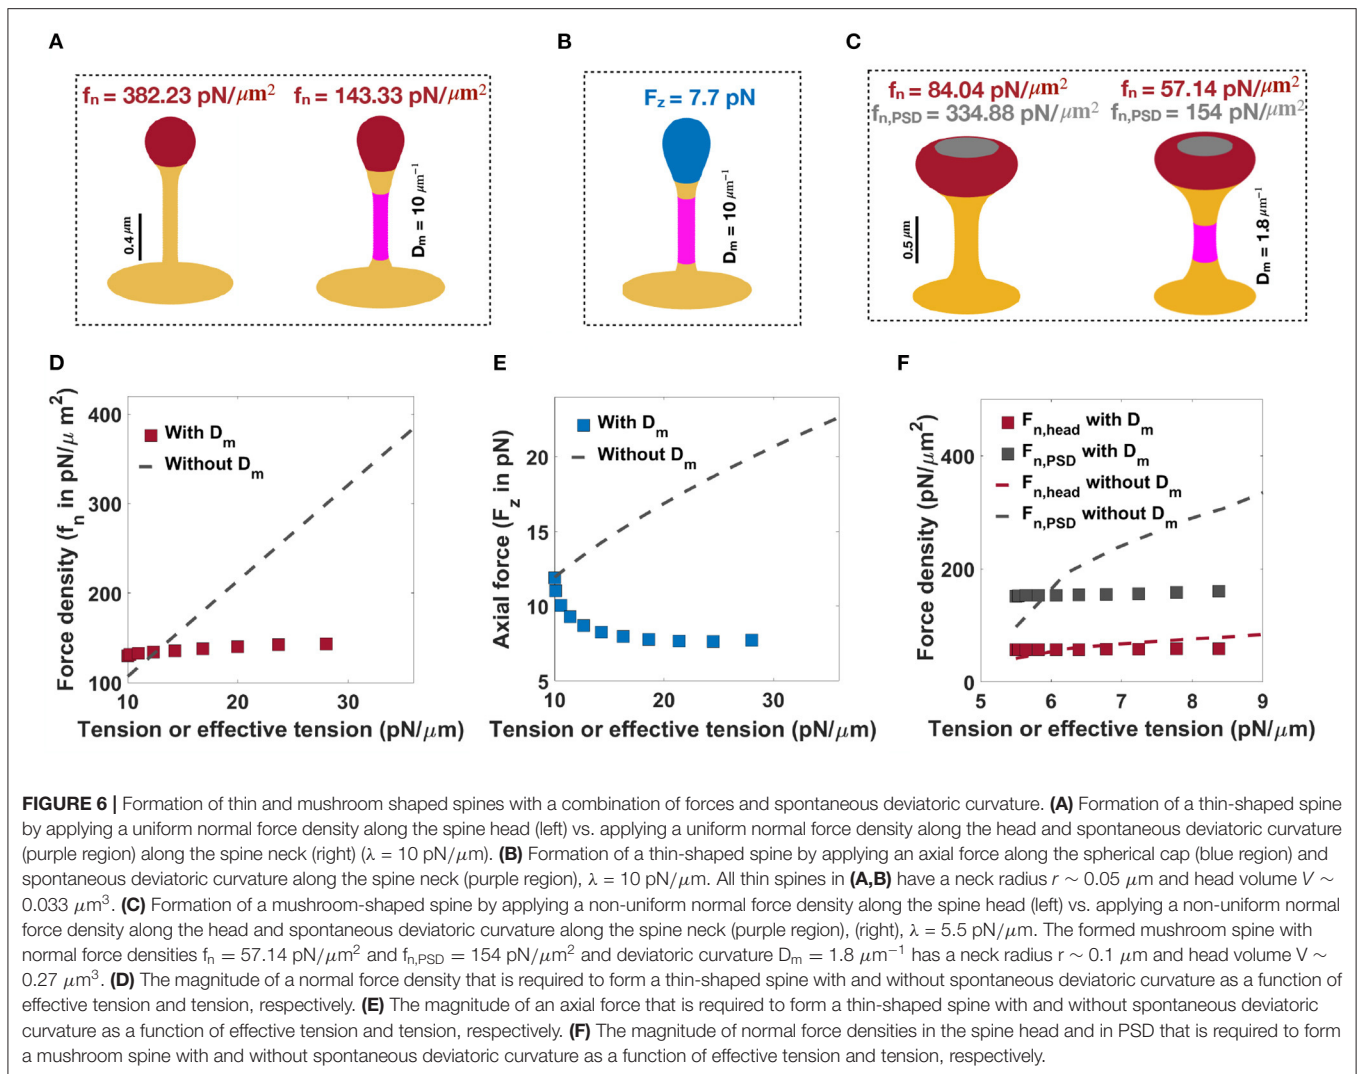 A
B
C
fn = 382.23 pN/μm²
fn = 143.33 pN/μm²
0.4 μm
Dm = 10 μm⁻¹
Fz = 7.7 pN
Dm = 10 μm⁻¹
fn = 84.04 pN/μm²
fn,PSD = 334.88 pN/μm²
fn = 57.14 pN/μm²
fn,PSD = 154 pN/μm²
0.5 μm
Dm = 1.8 μm⁻¹
D
Force density (fn in pN/μ m²)
400
300
200
100
10
20
30
With Dm
Without Dm
Tension or effective tension (pN/μm)
E
Axial force (Fz in pN)
20
15
10
5
10
20
30
With Dm
Without Dm
Tension or effective tension (pN/μm)
F
Force density (pN/μm²)
400
200
0
5
6
7
8
9
Fn,head with Dm
Fn,PSD with Dm
Fn,head without Dm
Fn,PSD without Dm
Tension or effective tension (pN/μm)
FIGURE 6 | Formation of thin and mushroom shaped spines with a combination of forces and spontaneous deviatoric curvature. (A) Formation of a thin-shaped spine
by applying a uniform normal force density along the spine head (left) vs. applying a uniform normal force density along the head and spontaneous deviatoric curvature
(purple region) along the spine neck (right) (λ = 10 pN/μm). (B) Formation of a thin-shaped spine by applying an axial force along the spherical cap (blue region) and
spontaneous deviatoric curvature along the spine neck (purple region), λ = 10 pN/μm. All thin spines in (A,B) have a neck radius r ∼ 0.05 μm and head volume V ∼
0.033 μm³. (C) Formation of a mushroom-shaped spine by applying a non-uniform normal force density along the spine head (left) vs. applying a non-uniform normal
force density along the head and spontaneous deviatoric curvature along the spine neck (purple region), (right), λ = 5.5 pN/μm. The formed mushroom spine with
normal force densities fn = 57.14 pN/μm² and fn,PSD = 154 pN/μm² and deviatoric curvature Dm = 1.8 μm⁻¹ has a neck radius r ∼ 0.1 μm and head volume V ∼
0.27 μm³. (D) The magnitude of a normal force density that is required to form a thin-shaped spine with and without spontaneous deviatoric curvature as a function of
effective tension and tension, respectively. (E) The magnitude of an axial force that is required to form a thin-shaped spine with and without spontaneous deviatoric
curvature as a function of effective tension and tension, respectively. (F) The magnitude of normal force densities in the spine head and in PSD that is required to form
a mushroom spine with and without spontaneous deviatoric curvature as a function of effective tension and tension, respectively.